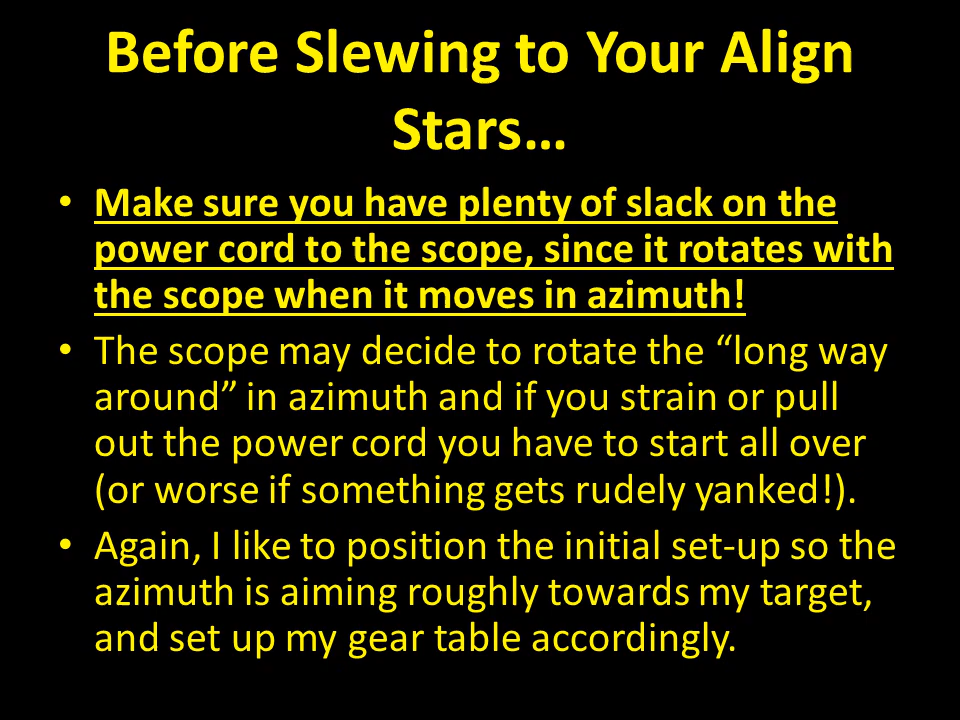 Before Slewing to Your Align
Stars…
• Make sure you have plenty of slack on the
power cord to the scope, since it rotates with
the scope when it moves in azimuth!
• The scope may decide to rotate the “long way
around” in azimuth and if you strain or pull
out the power cord you have to start all over
(or worse if something gets rudely yanked!).
• Again, I like to position the initial set-up so the
azimuth is aiming roughly towards my target,
and set up my gear table accordingly.